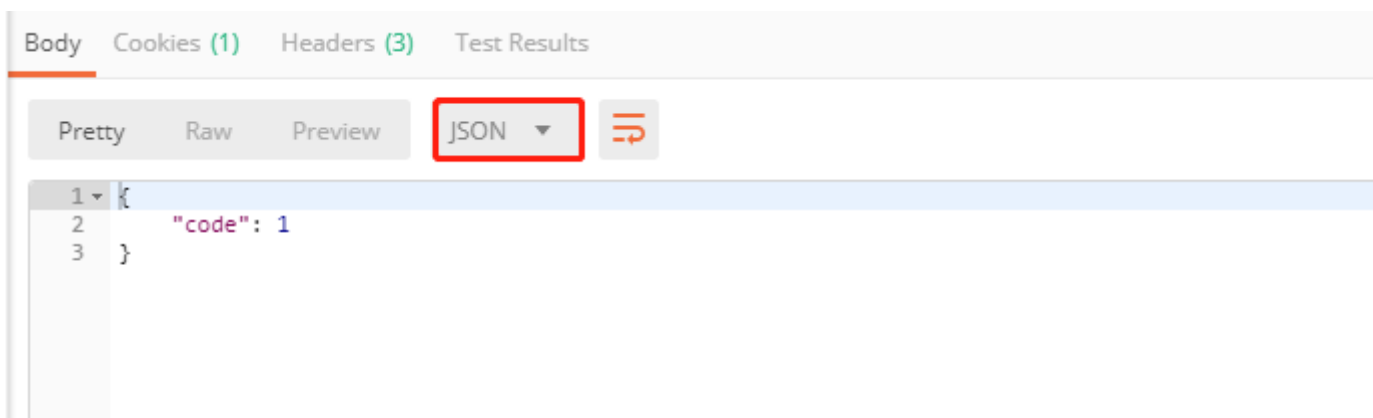 Body Cookies (1) Headers (3) Test Results
Pretty Raw Preview JSON
1 {
2 "code": 1
3 }